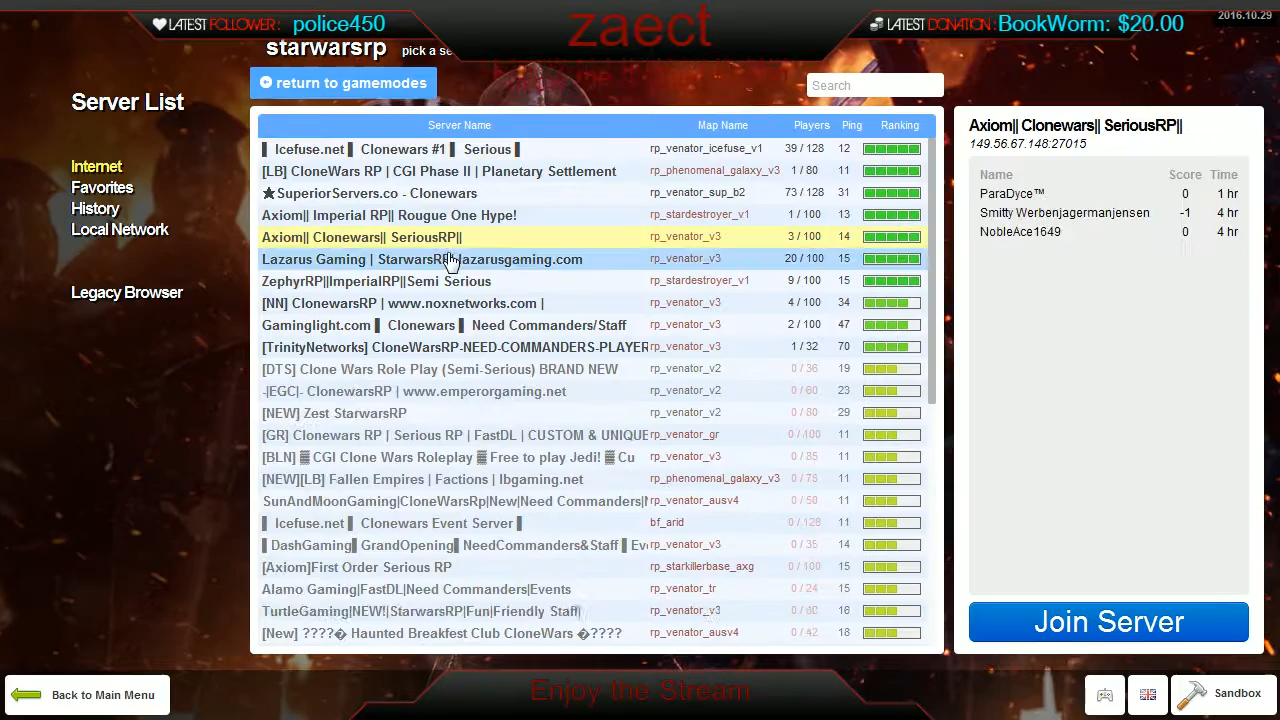 LATEST FOLLOWER: police450
zaect
LATEST DONATION: BookWorm: $20.00
2016.10.29
starwarsrp pick a se
return to gamemodes
Search
Server List
Internet
Favorites
History
Local Network
Legacy Browser
Server Name Map Name Players Ping Ranking
▌ Icefuse.net ▌ Clonewars #1 ▌ Serious ▌ rp_venator_icefuse_v1 39 / 128 12
[LB] CloneWars RP | CGI Phase II | Planetary Settlement rp_phenomenal_galaxy_v3 1 / 80 11
★SuperiorServers.co - Clonewars rp_venator_sup_b2 73 / 128 31
Axiom|| Imperial RP|| Rougue One Hype! rp_stardestroyer_v1 1 / 100 13
Axiom|| Clonewars|| SeriousRP|| rp_venator_v3 3 / 100 14
Lazarus Gaming | StarwarsRP lazarusgaming.com rp_venator_v3 20 / 100 15
ZephyrRP||ImperialRP||Semi Serious rp_stardestroyer_v1 9 / 100 15
[NN] ClonewarsRP | www.noxnetworks.com | rp_venator_v3 4 / 100 34
Gaminglight.com ▌ Clonewars ▌ Need Commanders/Staff rp_venator_v3 2 / 100 47
[TrinityNetworks] CloneWarsRP-NEED-COMMANDERS-PLAYER rp_venator_v3 1 / 32 70
[DTS] Clone Wars Role Play (Semi-Serious) BRAND NEW rp_venator_v2 0 / 36 19
-|EGC|- ClonewarsRP | www.emperorgaming.net rp_venator_v2 0 / 60 23
[NEW] Zest StarwarsRP rp_venator_v2 0 / 80 29
[GR] Clonewars RP | Serious RP | FastDL | CUSTOM & UNIQUE rp_venator_gr 0 / 100 11
[BLN] ▓ CGI Clone Wars Roleplay ▓ Free to play Jedi! ▓ Cu rp_venator_v3 0 / 85 11
[NEW][LB] Fallen Empires | Factions | lbgaming.net rp_phenomenal_galaxy_v3 0 / 75 11
SunAndMoonGaming|CloneWarsRp|New|Need Commanders| rp_venator_ausv4 0 / 50 11
▌ Icefuse.net ▌ Clonewars Event Server ▌ bf_arid 0 / 128 11
▌DashGaming▌GrandOpening▌NeedCommanders&Staff ▌Eve rp_venator_v3 0 / 35 14
[Axiom]First Order Serious RP rp_starkillerbase_axg 0 / 100 15
Alamo Gaming|FastDL|Need Commanders|Events rp_venator_tr 0 / 24 15
TurtleGaming|NEW!|StarwarsRP|Fun|Friendly Staff| rp_venator_v3 0 / 60 16
[New] ????� Haunted Breakfest Club CloneWars �???? rp_venator_ausv4 0 / 42 18
Axiom|| Clonewars|| SeriousRP||
149.56.67.148:27015
Name Score Time
ParaDyce™ 0 1 hr
Smitty Werbenjagermanjensen -1 4 hr
NobleAce1649 0 4 hr
Join Server
Back to Main Menu
Enjoy the Stream
Sandbox